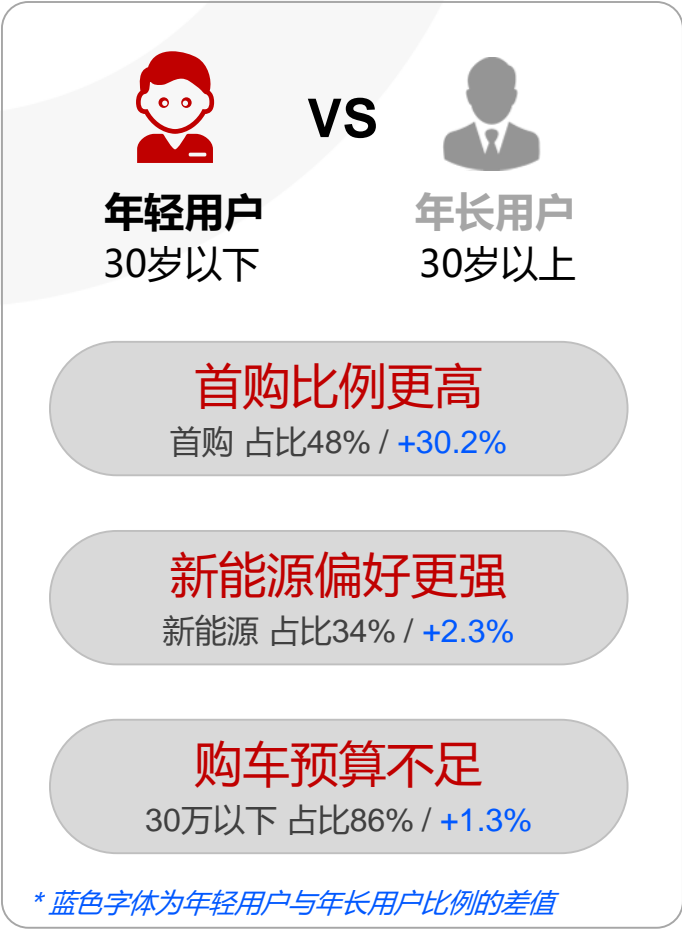 VS
年轻用户
30岁以下
年长用户
30岁以上
首购比例更高
首购 占比48% / +30.2%
新能源偏好更强
新能源 占比34% / +2.3%
购车预算不足
30万以下 占比86% / +1.3%
* 蓝色字体为年轻用户与年长用户比例的差值